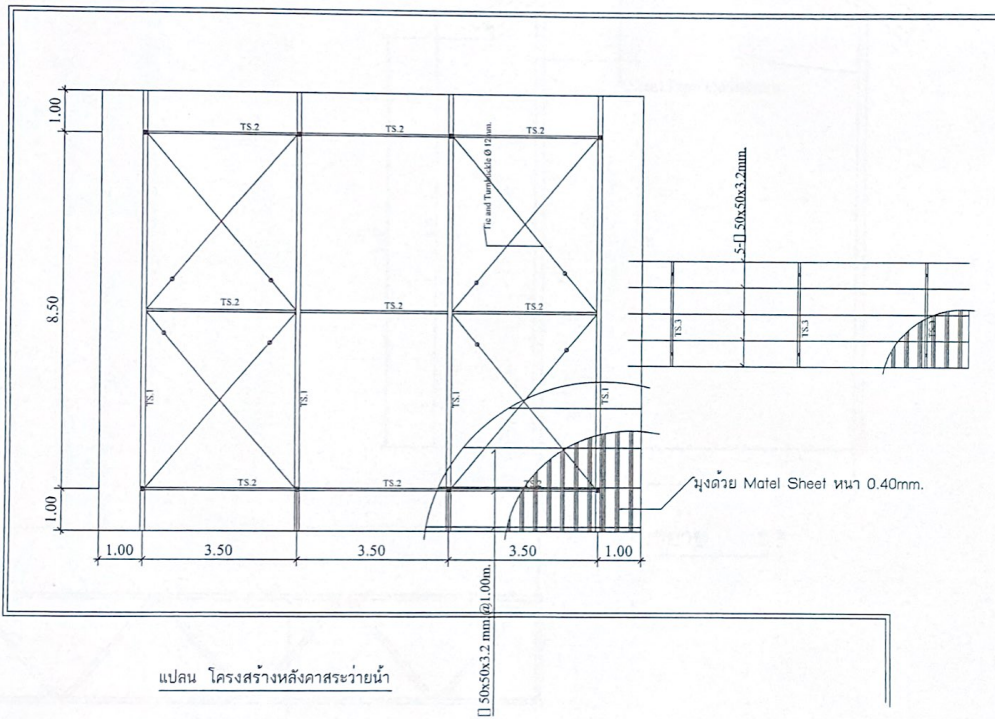 1.00
TS.2
TS.2
TS.2
Tie and Turnbuckle Ø 12mm.
8.50
TS.2
TS.2
TS.2
TS.1
TS.1
TS.1
TS.1
1.00
TS.2
TS.2
TS.2
1.00
3.50
3.50
3.50
1.00
5-[] 50x50x3.2mm.
TS.3
TS.3
TS.3
มุงด้วย Matel Sheet หนา 0.40mm.
[] 50x50x3.2 mm.@1.00m.
แปลน โครงสร้างหลังคาสระว่ายน้ำ